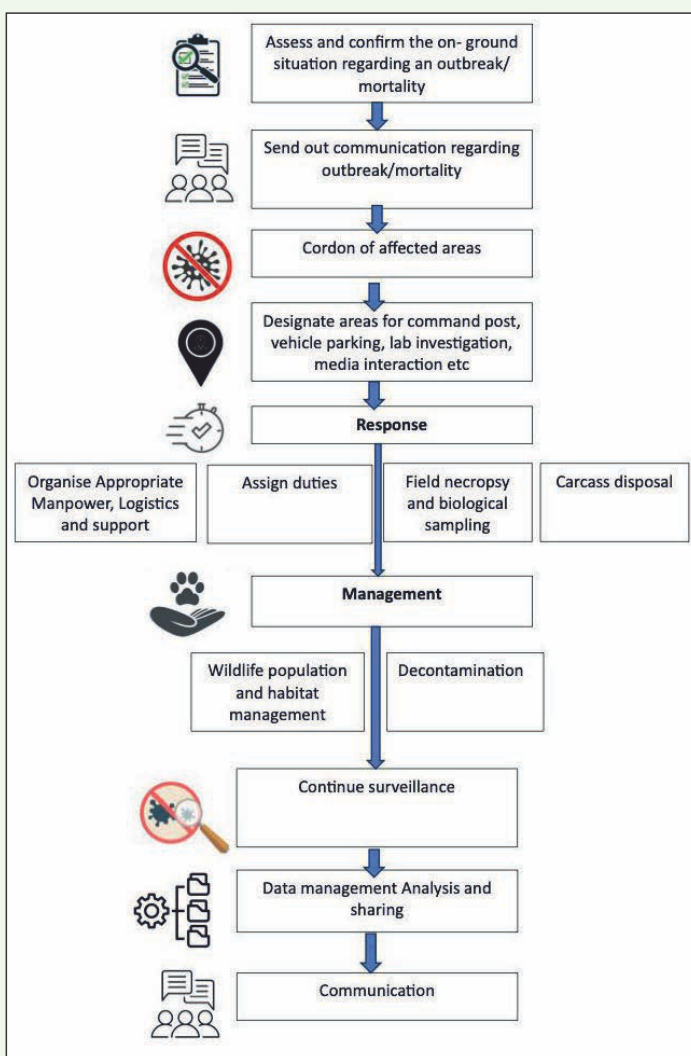 Assess and confirm the on- ground
situation regarding an outbreak/
mortality
Send out communication regarding
outbreak/mortality
Cordon of affected areas
Designate areas for command post,
vehicle parking, lab investigation,
media interaction etc
Response
Organise Appropriate
Manpower, Logistics
and support
Assign duties
Field necropsy
and biological
sampling
Carcass disposal
Management
Wildlife population
and habitat
management
Decontamination
Continue surveillance
Data management Analysis and
sharing
Communication